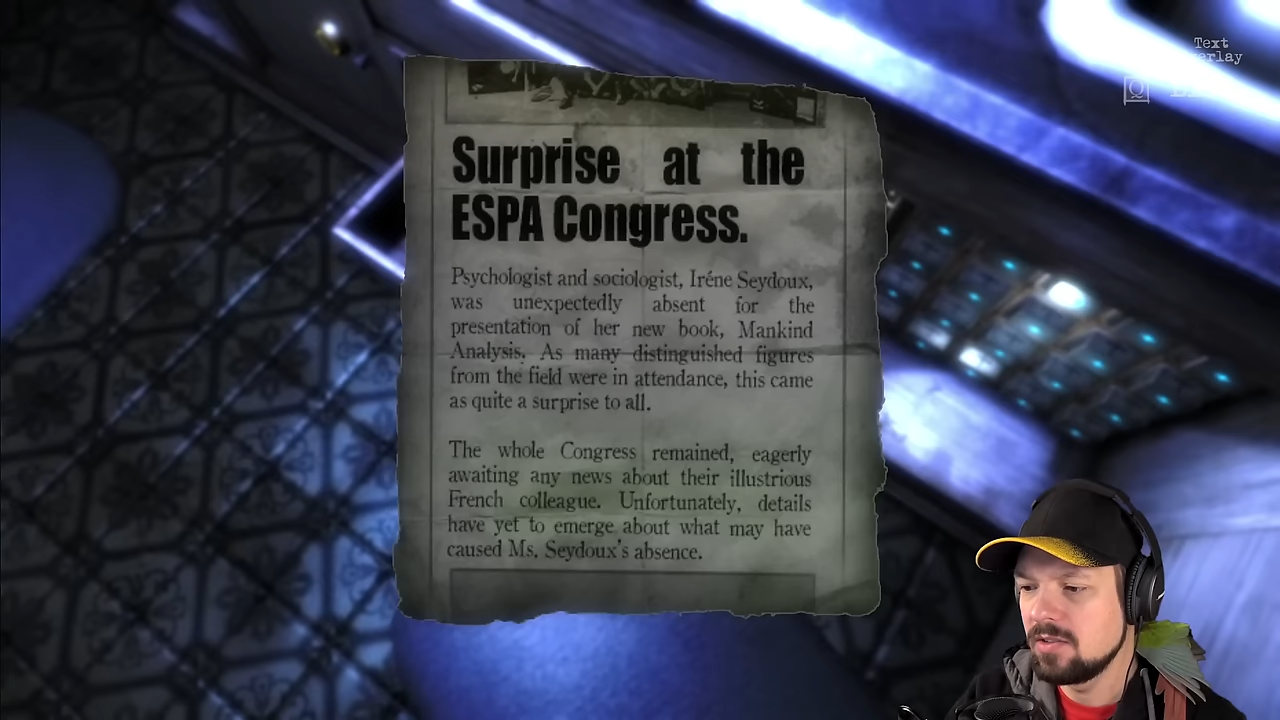 Text
Surprise at the
ESPA Congress.
Psychologist and sociologist, Iréne Seydoux,
was unexpectedly absent for the
presentation of her new book, Mankind
Analysis. As many distinguished figures
from the field were in attendance, this came
as quite a surprise to all.
The whole Congress remained, eagerly
awaiting any news about their illustrious
French colleague. Unfortunately, details
have yet to emerge about what may have
caused Ms. Seydoux's absence.